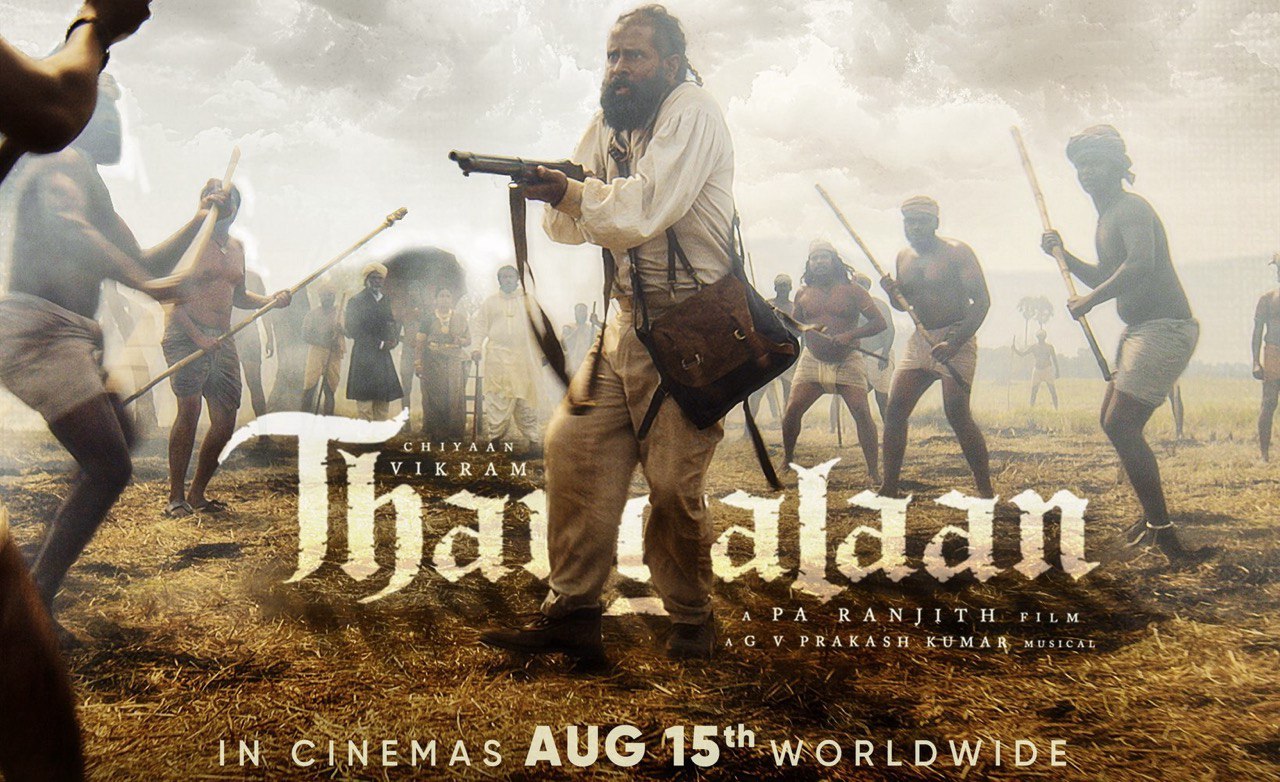 CHIYAAN
VIKRAM
Thangalaan
A PA RANJITH FILM
A G V PRAKASH KUMAR MUSICAL
IN CINEMAS AUG 15th WORLDWIDE